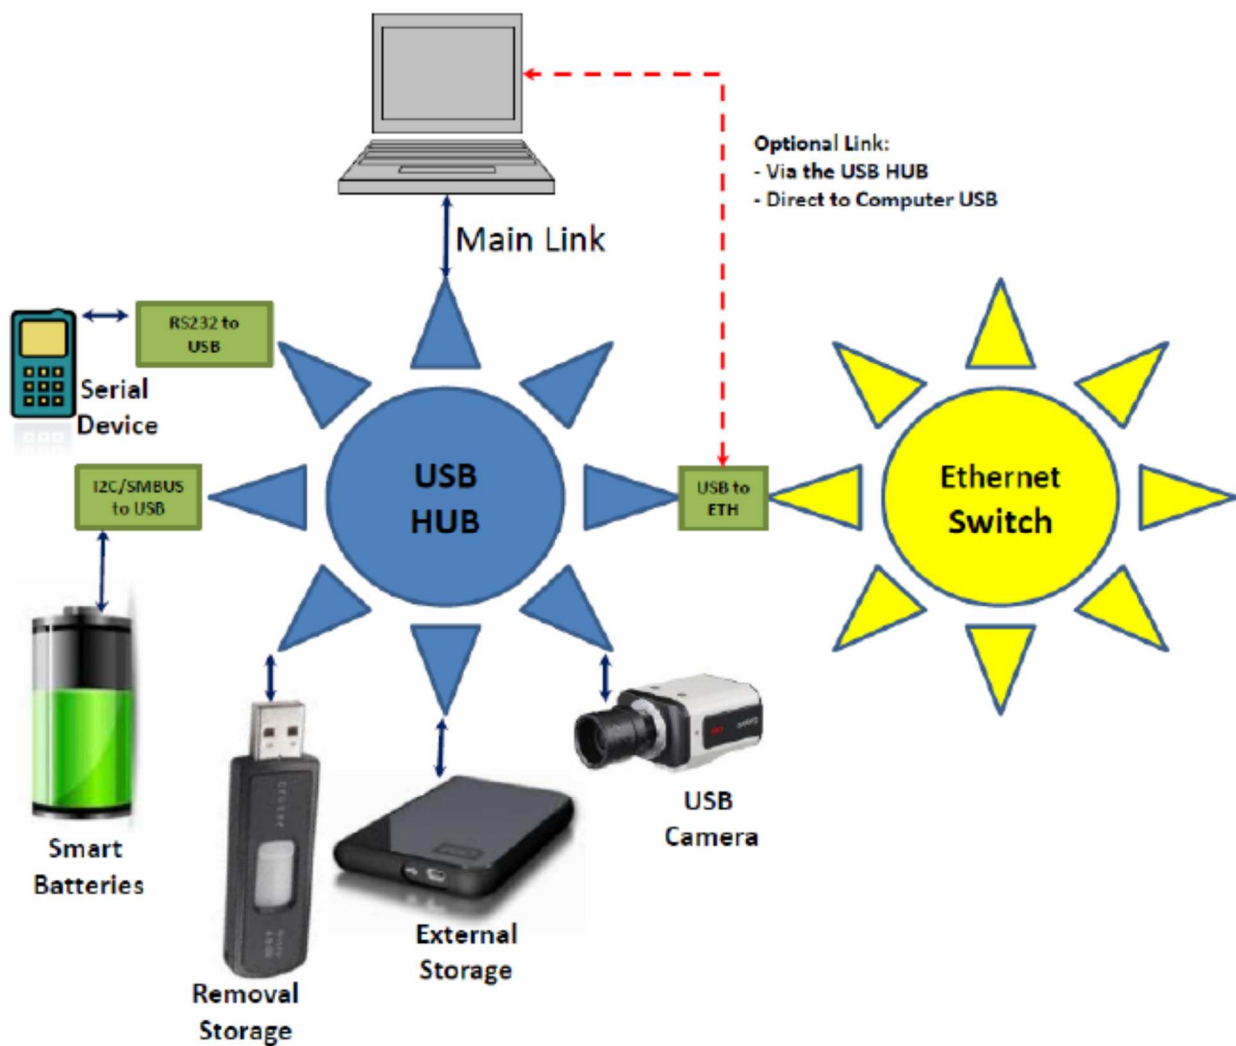 Optional Link:
- Via the USB HUB
- Direct to Computer USB
Main Link
RS232 to
USB
Serial
Device
I2C/SMBUS
to USB
USB
HUB
USB to
ETH
Ethernet
Switch
Smart
Batteries
Removal
Storage
External
Storage
USB
Camera